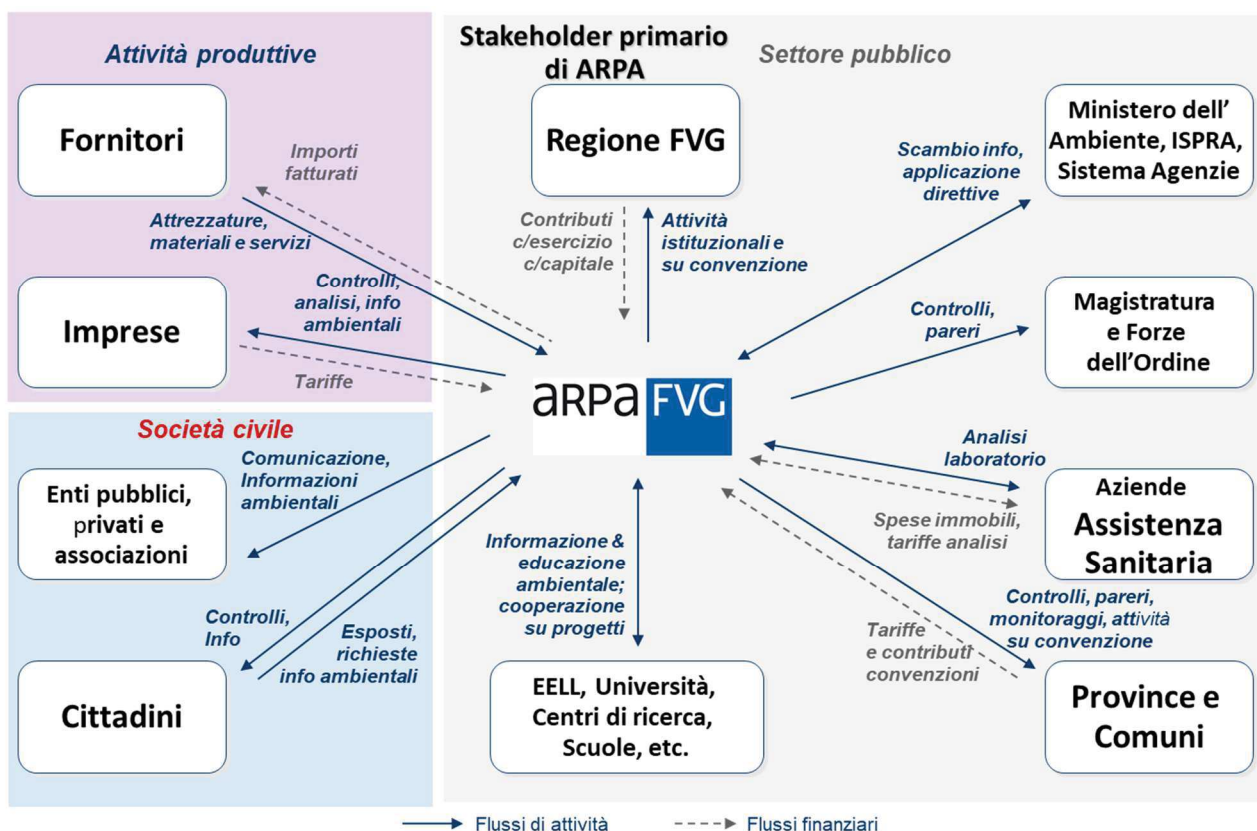 Attività produttive
Fornitori
Importi
fatturati
Attrezzature,
materiali e servizi
Controlli,
analisi, info
ambientali
Imprese
Tariffe
Società civile
Comunicazione,
Informazioni
ambientali
Enti pubblici,
privati e
associazioni
Controlli,
Info
Esposti,
richieste
info ambientali
Cittadini
Stakeholder primario
di ARPA
Settore pubblico
Regione FVG
Contributi
c/esercizio
c/capitale
Attività
istituzionali e
su convenzione
Scambio info,
applicazione
direttive
Ministero dell'
Ambiente, ISPRA,
Sistema Agenzie
Controlli,
pareri
Magistratura
e Forze
dell'Ordine
aRPa FVG
Analisi
laboratorio
Spese immobili,
tariffe analisi
Aziende
Assistenza
Sanitaria
Informazione &
educazione
ambientale;
cooperazione
su progetti
Controlli, pareri,
monitoraggi, attività
su convenzione
Tariffe
e contributi
convenzioni
EELL, Università,
Centri di ricerca,
Scuole, etc.
Province e
Comuni
Flussi di attività
Flussi finanziari